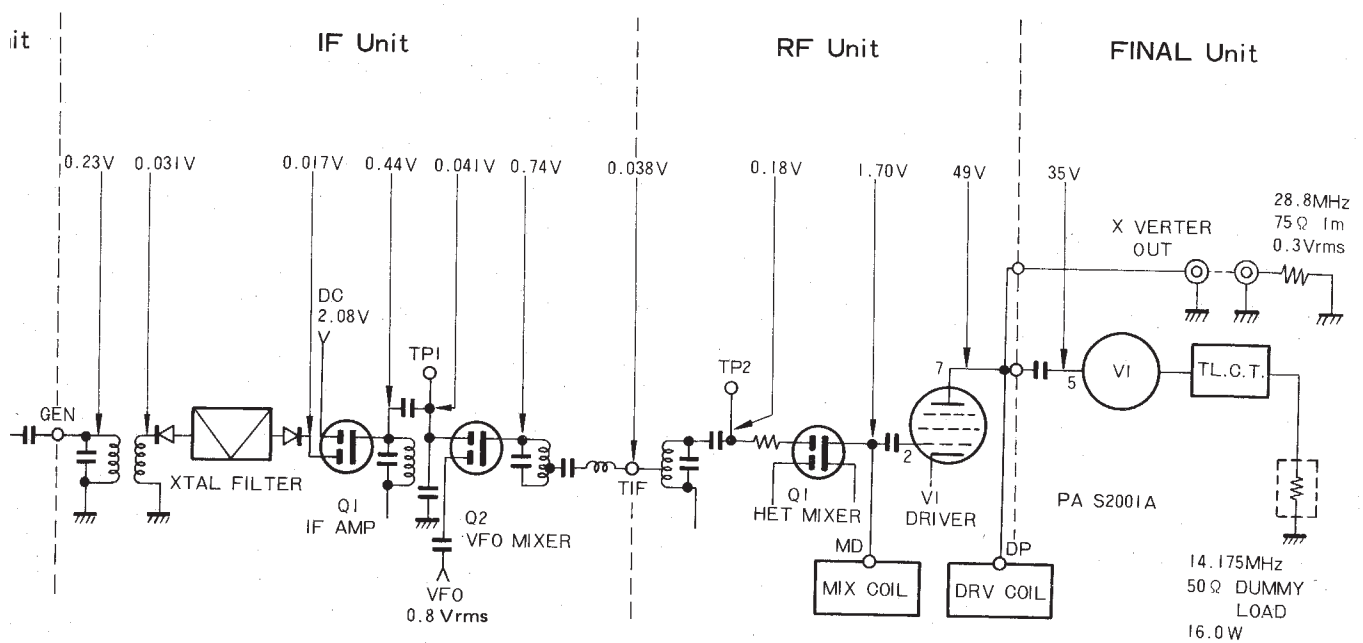 it
IF Unit
RF Unit
FINAL Unit
0.23V
0.031V
0.017V
0.44V
0.041V
0.74V
0.038V
0.18V
1.70V
49V
35V
28.8MHz
75Ω 1m
0.3Vrms
X VERTER
OUT
DC
2.08V
TP1
TP2
7
5
V1
TL.C.T.
GEN
XTAL FILTER
Q1
IF AMP
Q2
VFO MIXER
VFO
0.8Vrms
TIF
Q1
HET MIXER
2
V1
DRIVER
PA S2001A
MD
MIX COIL
DP
DRV COIL
14.175MHz
50Ω DUMMY
LOAD
16.0W